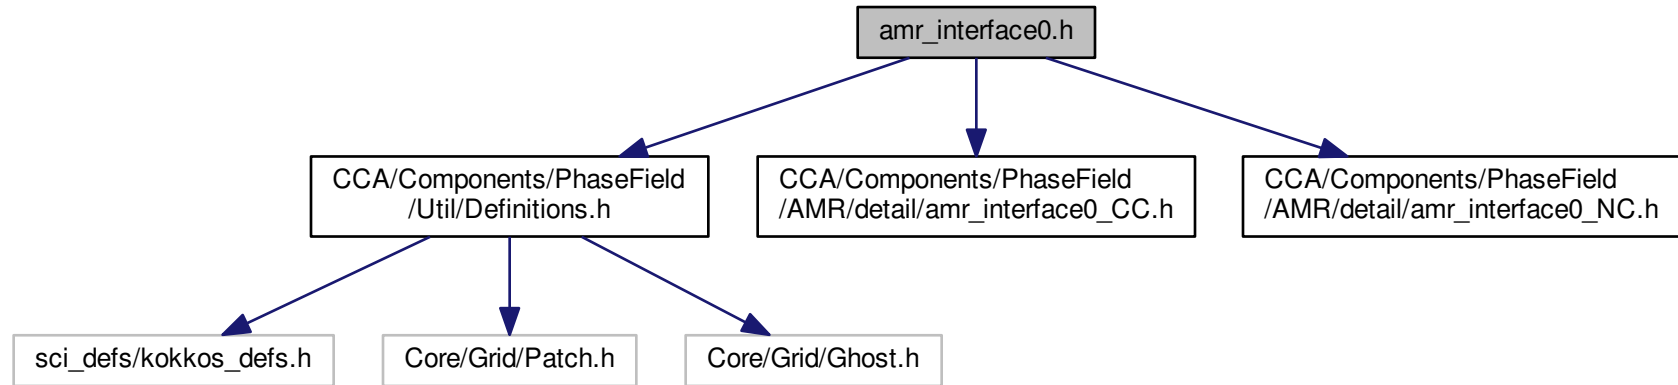 amr_interface0.h
CCA/Components/PhaseField
/Util/Definitions.h
CCA/Components/PhaseField
/AMR/detail/amr_interface0_CC.h
CCA/Components/PhaseField
/AMR/detail/amr_interface0_NC.h
sci_defs/kokkos_defs.h
Core/Grid/Patch.h
Core/Grid/Ghost.h